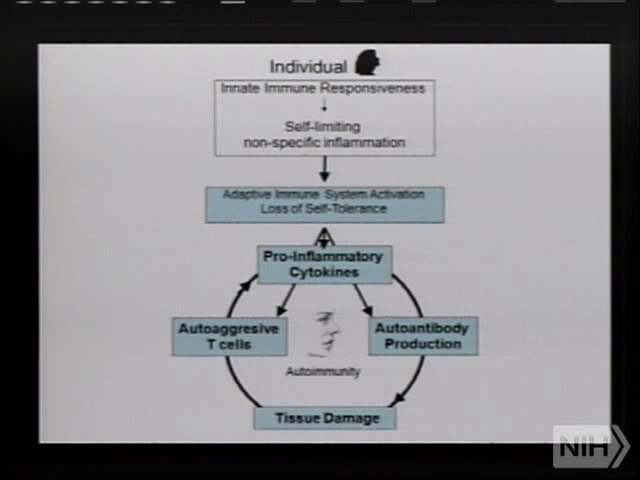 Individual
Innate Immune Responsiveness
Self-limiting
non-specific inflammation
Adaptive Immune System Activation
Loss of Self-Tolerance
Pro-Inflammatory
Cytokines
Autoaggresive
T cells
Autoantibody
Production
Autoimmunity
Tissue Damage
NIH